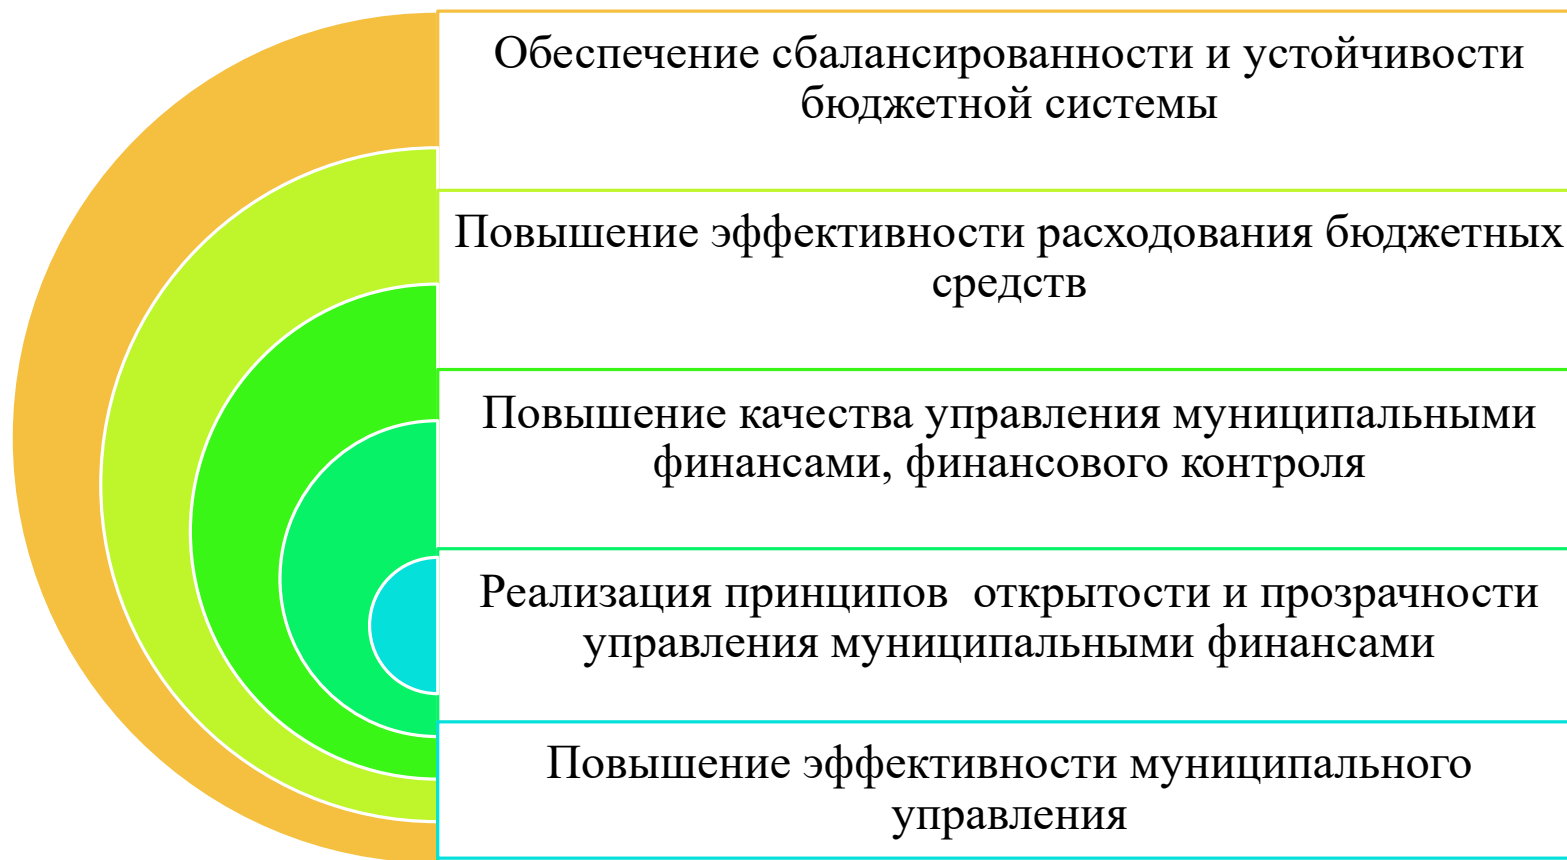 Обеспечение сбалансированности и устойчивости
бюджетной системы
Повышение эффективности расходования бюджетных
средств
Повышение качества управления муниципальными
финансами, финансового контроля
Реализация принципов  открытости и прозрачности
управления муниципальными финансами
Повышение эффективности муниципального
управления